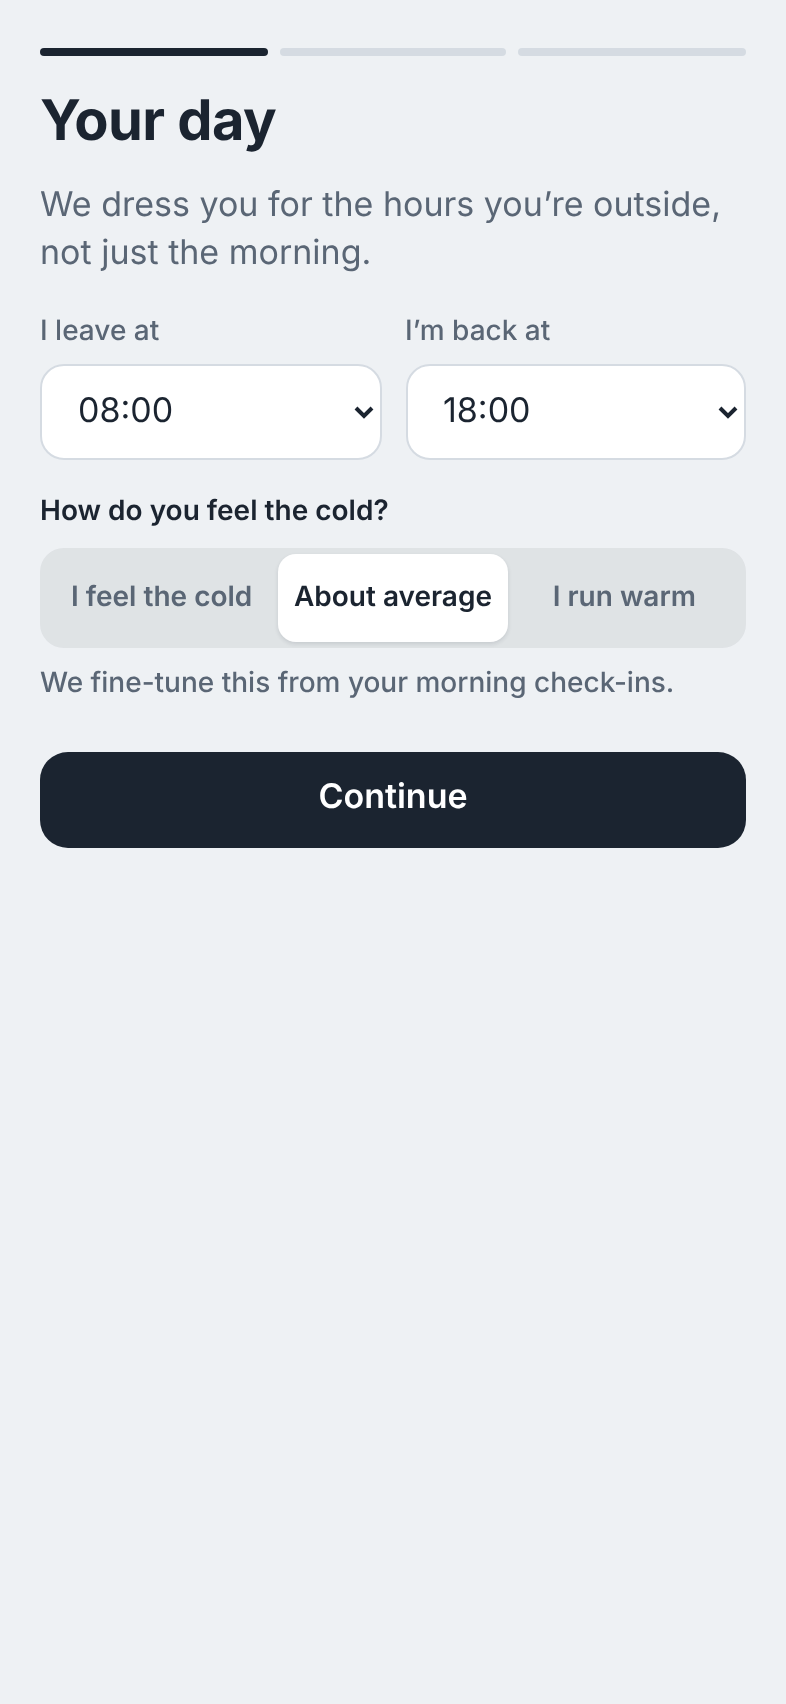 Your day
We dress you for the hours you’re outside,
not just the morning.
I leave at
I’m back at
08:00
18:00
How do you feel the cold?
I feel the cold
About average
I run warm
We fine-tune this from your morning check-ins.
Continue